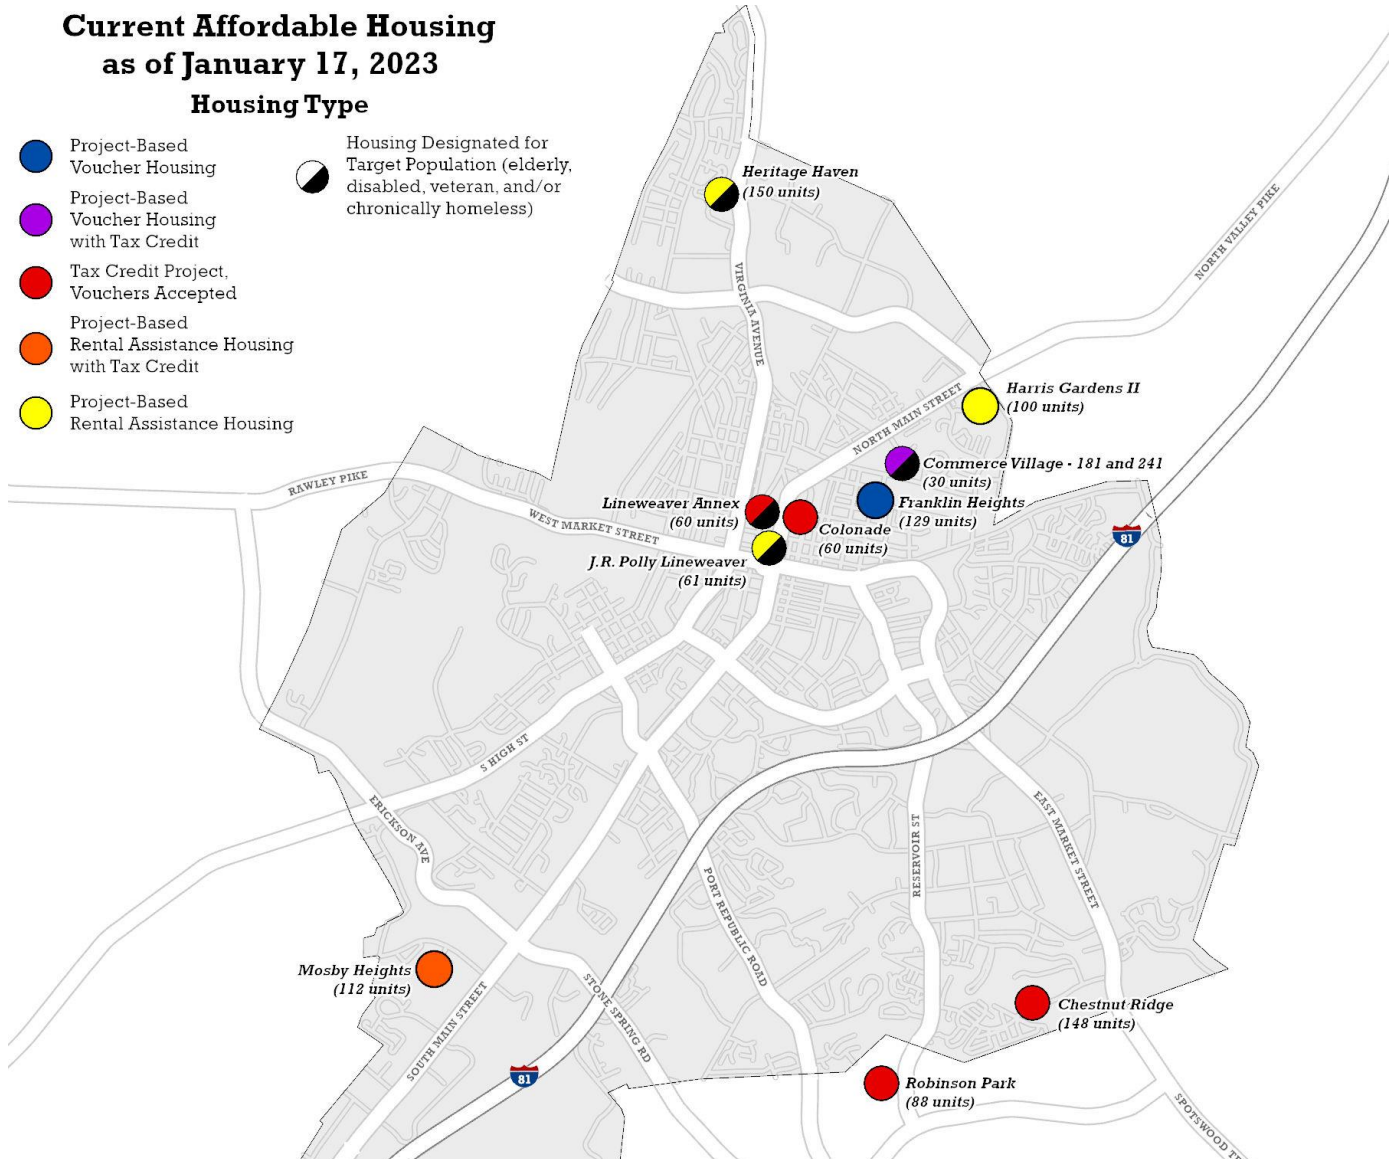 Current Affordable Housing
as of January 17, 2023
Housing Type
Project-Based
Voucher Housing
Project-Based
Voucher Housing
with Tax Credit
Tax Credit Project,
Vouchers Accepted
Project-Based
Rental Assistance Housing
with Tax Credit
Project-Based
Rental Assistance Housing
Housing Designated for
Target Population (elderly,
disabled, veteran, and/or
chronically homeless)
Heritage Haven
(150 units)
NORTH VALLEY PIKE
VIRGINIA AVENUE
Harris Gardens II
(100 units)
NORTH MAIN STREET
Commerce Village - 181 and 241
(30 units)
RAWLEY PIKE
Lineweaver Annex
(60 units)
Franklin Heights
(129 units)
WEST MARKET STREET
Colonade
(60 units)
81
J.R. Polly Lineweaver
(61 units)
S HIGH ST
ERICKSON AVE
EAST MARKET STREET
RESERVOIR ST
PORT REPUBLIC ROAD
Mosby Heights
(112 units)
SOUTH MAIN STREET
STONE SPRING RD
Chestnut Ridge
(148 units)
81
Robinson Park
(88 units)
SPOTSWOOD